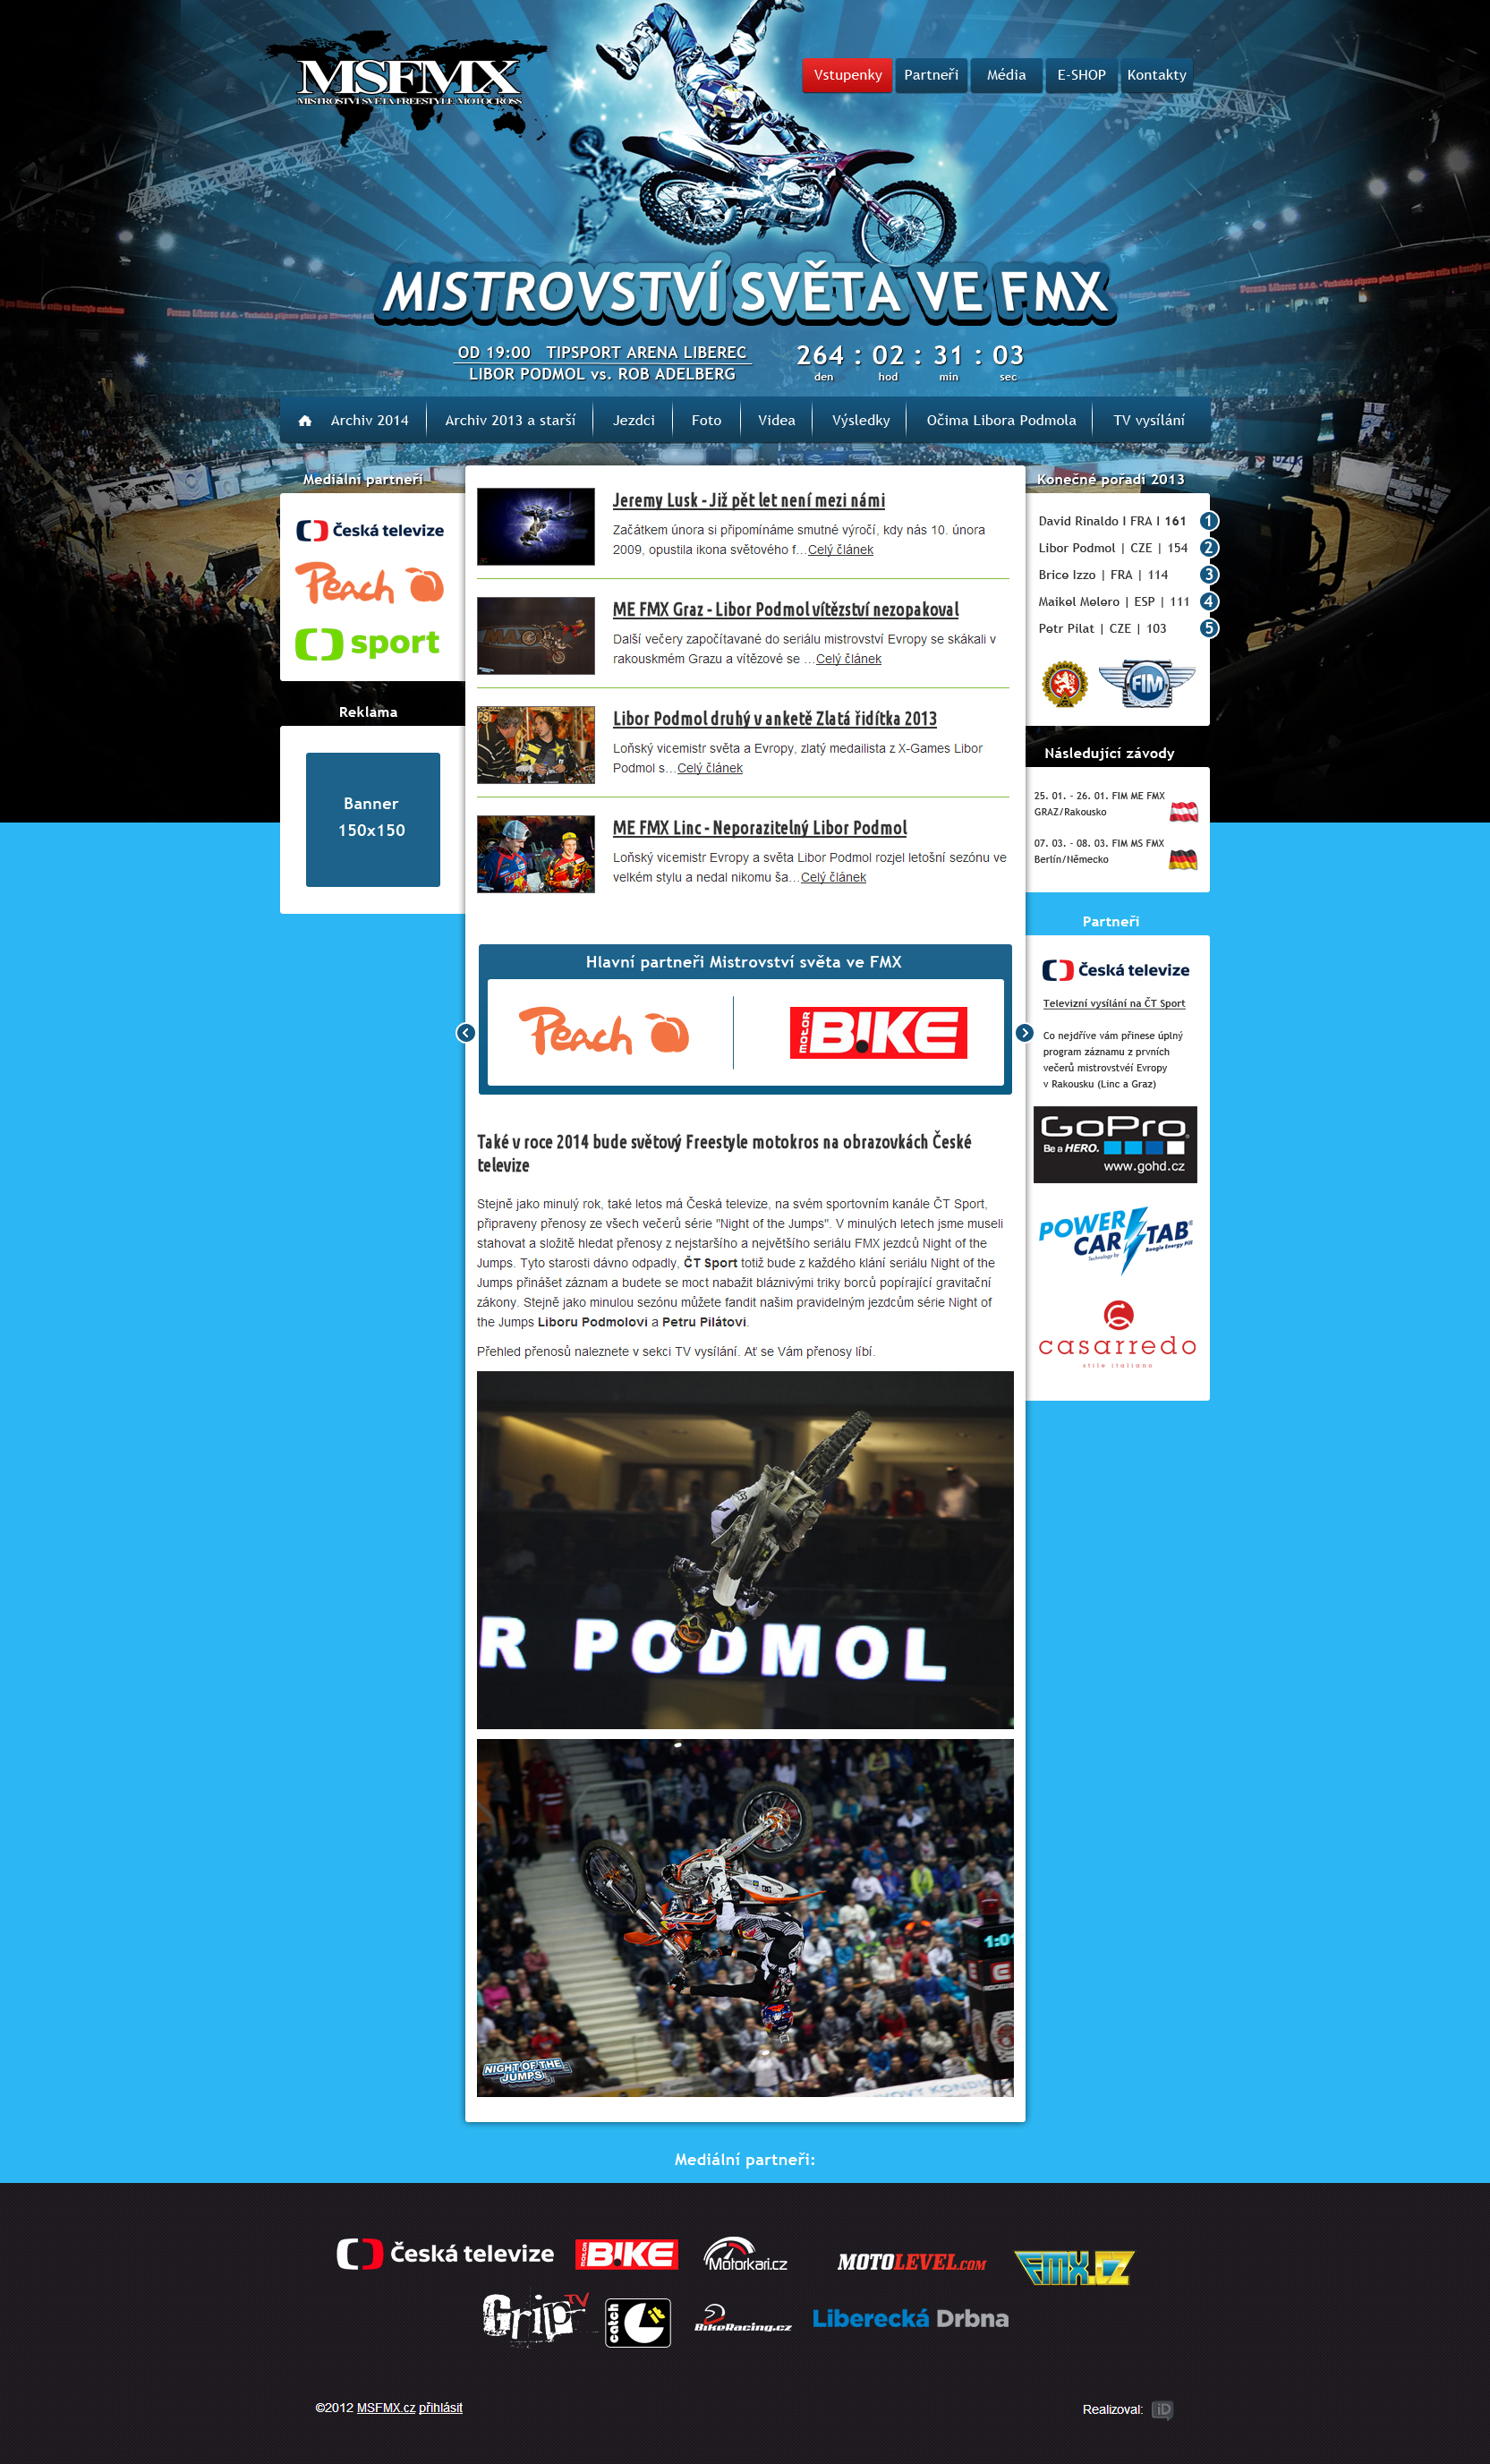 MSFMX
MISTROVSTVÍ SVĚTA FREESTYLE MOTOCROSS
Vstupenky
Partneři
Média
E-SHOP
Kontakty
MISTROVSTVÍ SVĚTA VE FMX
OD 19:00 TIPSPORT ARENA LIBEREC
LIBOR PODMOL vs. ROB ADELBERG
264 : 02 : 31 : 03
den hod min sec
Archiv 2014
Archiv 2013 a starší
Jezdci
Foto
Videa
Výsledky
Očima Libora Podmola
TV vysílání
Mediální partneři
Česká televize
Peach
sport
Reklama
Banner
150x150
Jeremy Lusk - Již pět let není mezi námi
Začátkem února si připomínáme smutné výročí, kdy nás 10. února
2009, opustila ikona světového f...Celý článek
ME FMX Graz - Libor Podmol vítězství nezopakoval
Další večery započítavané do seriálu mistrovství Evropy se skákali v
rakouskmém Grazu a vítězové se ...Celý článek
Libor Podmol druhý v anketě Zlatá řidítka 2013
Loňský vicemistr světa a Evropy, zlatý medailista z X-Games Libor
Podmol s...Celý článek
ME FMX Linc - Neporazitelný Libor Podmol
Loňský vicemistr Evropy a světa Libor Podmol rozjel letošní sezónu ve
velkém stylu a nedal nikomu ša...Celý článek
Hlavní partneři Mistrovství světa ve FMX
Peach
MOTOR BIKE
Také v roce 2014 bude světový Freestyle motokros na obrazovkách České
televize
Stejně jako minulý rok, také letos má Česká televize, na svém sportovním kanále ČT Sport,
připraveny přenosy ze všech večerů série "Night of the Jumps". V minulých letech jsme museli
stahovat a složitě hledat přenosy z nejstaršího a největšího seriálu FMX jezdců Night of the
Jumps. Tyto starosti dávno odpadly, ČT Sport totiž bude z každého klání seriálu Night of the
Jumps přinášet záznam a budete se moct nabažit bláznivými triky borců popírající gravitační
zákony. Stejně jako minulou sezónu můžete fandit našim pravidelným jezdcům série Night of
the Jumps Liboru Podmolovi a Petru Pilátovi.
Přehled přenosů naleznete v sekci TV vysílání. Ať se Vám přenosy líbí.
R PODMOL
1:01
NIGHT OF THE
JUMPS
Konečné pořadí 2013
David Rinaldo I FRA I 161 1
Libor Podmol | CZE | 154 2
Brice Izzo | FRA | 114 3
Maikel Melero | ESP | 111 4
Petr Pilat | CZE | 103 5
FIM
Následující závody
25. 01. - 26. 01. FIM ME FMX
GRAZ/Rakousko
07. 03. - 08. 03. FIM MS FMX
Berlín/Německo
Partneři
Česká televize
Televizní vysílání na ČT Sport
Co nejdříve vám přinese úplný
program záznamu z prvních
večerů mistrovstvéí Evropy
v Rakousku (Linc a Graz)
GoPro
Be a HERO.
www.gohd.cz
POWER
CAR TAB
Technology by Boogie Energy Pill
casarredo
stile italiano
Mediální partneři:
Česká televize
MOTOR BIKE
Motorkari.cz
MOTOLEVEL.COM
FMX.CZ
Grip TV
catch it
BikeRacing.cz
Liberecká Drbna
©2012 MSFMX.cz přihlásit
Realizoval: iD